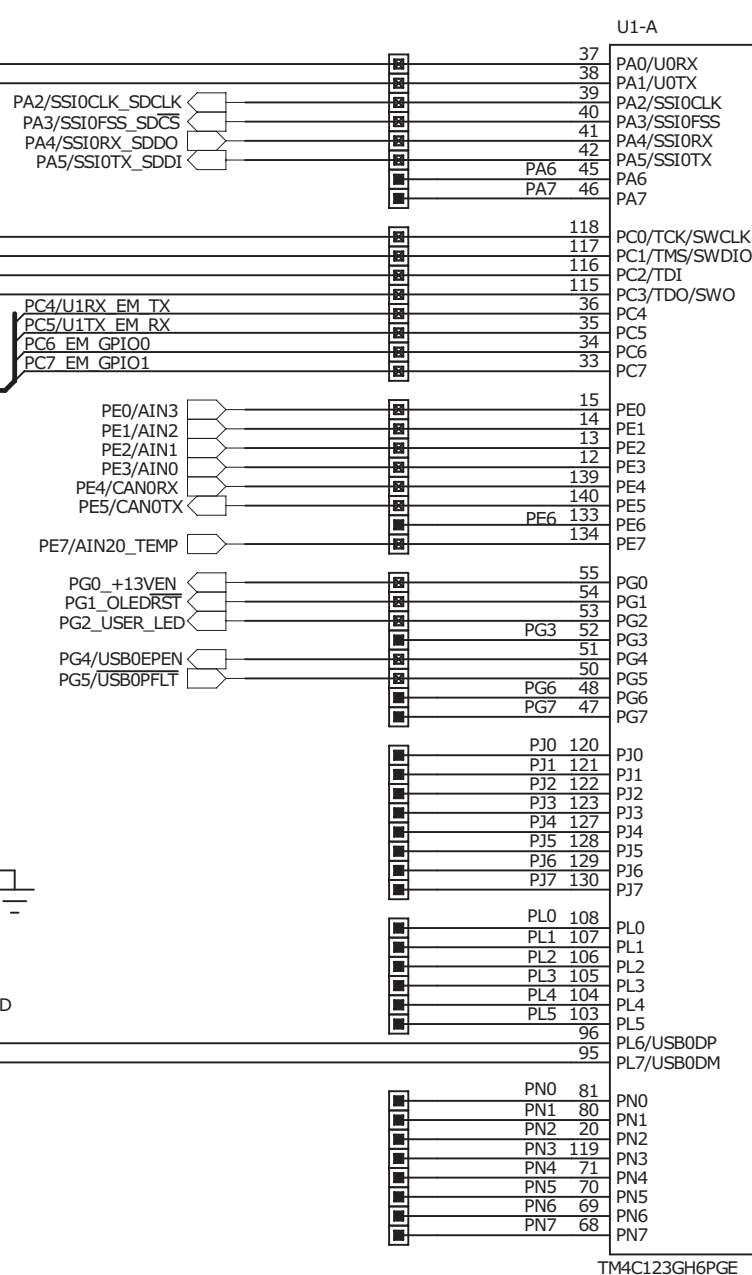 U1-A
37 PA0/U0RX
38 PA1/U0TX
PA2/SSI0CLK_SDCLK 39 PA2/SSI0CLK
PA3/SSI0FSS_SDCS 40 PA3/SSI0FSS
PA4/SSI0RX_SDDO 41 PA4/SSI0RX
PA5/SSI0TX_SDDI 42 PA5/SSI0TX
PA6 45 PA6
PA7 46 PA7
118 PC0/TCK/SWCLK
117 PC1/TMS/SWDIO
116 PC2/TDI
115 PC3/TDO/SWO
PC4/U1RX_EM_TX 36 PC4
PC5/U1TX_EM_RX 35 PC5
PC6_EM_GPIO0 34 PC6
PC7_EM_GPIO1 33 PC7
PE0/AIN3 15 PE0
PE1/AIN2 14 PE1
PE2/AIN1 13 PE2
PE3/AIN0 12 PE3
PE4/CAN0RX 139 PE4
PE5/CAN0TX 140 PE5
PE6 133 PE6
PE7/AIN20_TEMP 134 PE7
PG0_+13VEN 55 PG0
PG1_OLEDRST 54 PG1
PG2_USER_LED 53 PG2
PG3 52 PG3
PG4/USB0EPEN 51 PG4
PG5/USB0PFLT 50 PG5
PG6 48 PG6
PG7 47 PG7
PJ0 120 PJ0
PJ1 121 PJ1
PJ2 122 PJ2
PJ3 123 PJ3
PJ4 127 PJ4
PJ5 128 PJ5
PJ6 129 PJ6
PJ7 130 PJ7
PL0 108 PL0
PL1 107 PL1
PL2 106 PL2
PL3 105 PL3
D PL4 104 PL4
PL5 103 PL5
96 PL6/USB0DP
95 PL7/USB0DM
PN0 81 PN0
PN1 80 PN1
PN2 20 PN2
PN3 119 PN3
PN4 71 PN4
PN5 70 PN5
PN6 69 PN6
PN7 68 PN7
TM4C123GH6PGE